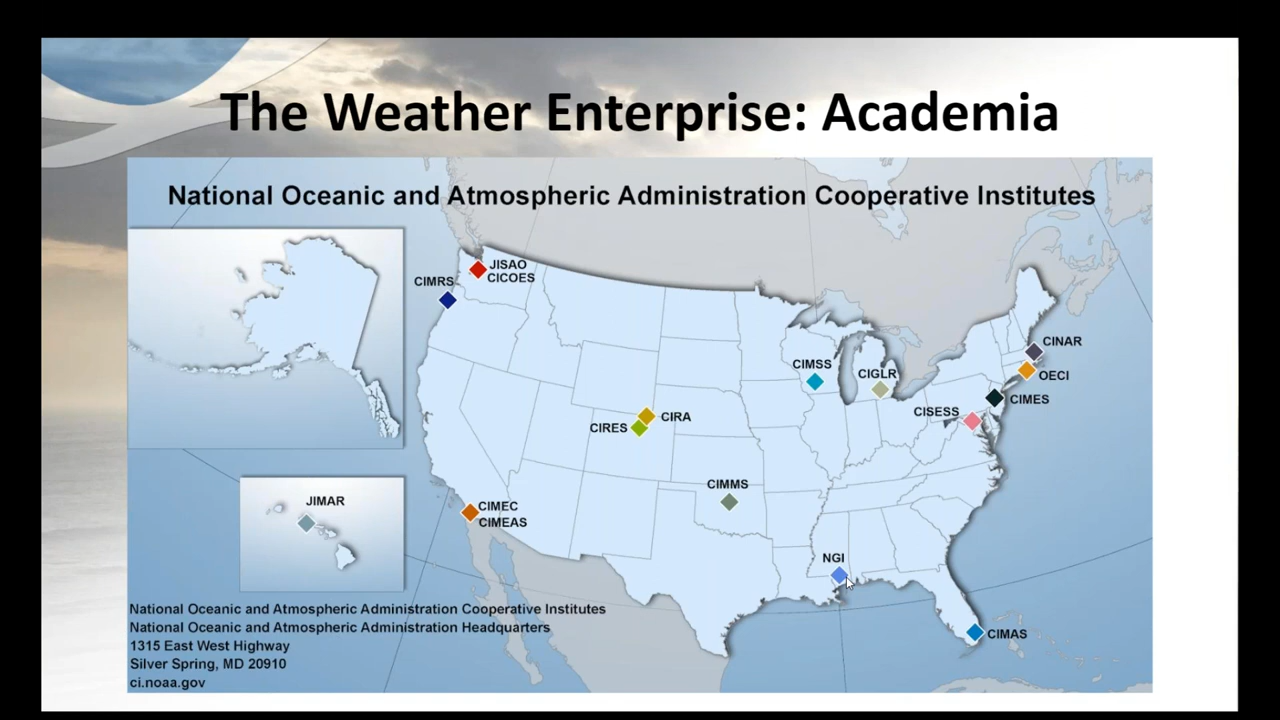 The Weather Enterprise: Academia
National Oceanic and Atmospheric Administration Cooperative Institutes
JISAO
CICOES
CIMRS
CINAR
CIMSS
CIGLR
OECI
CIMES
CISESS
CIRA
CIRES
CIMMS
JIMAR
CIMEC
CIMEAS
NGI
CIMAS
National Oceanic and Atmospheric Administration Cooperative Institutes
National Oceanic and Atmospheric Administration Headquarters
1315 East West Highway
Silver Spring, MD 20910
ci.noaa.gov